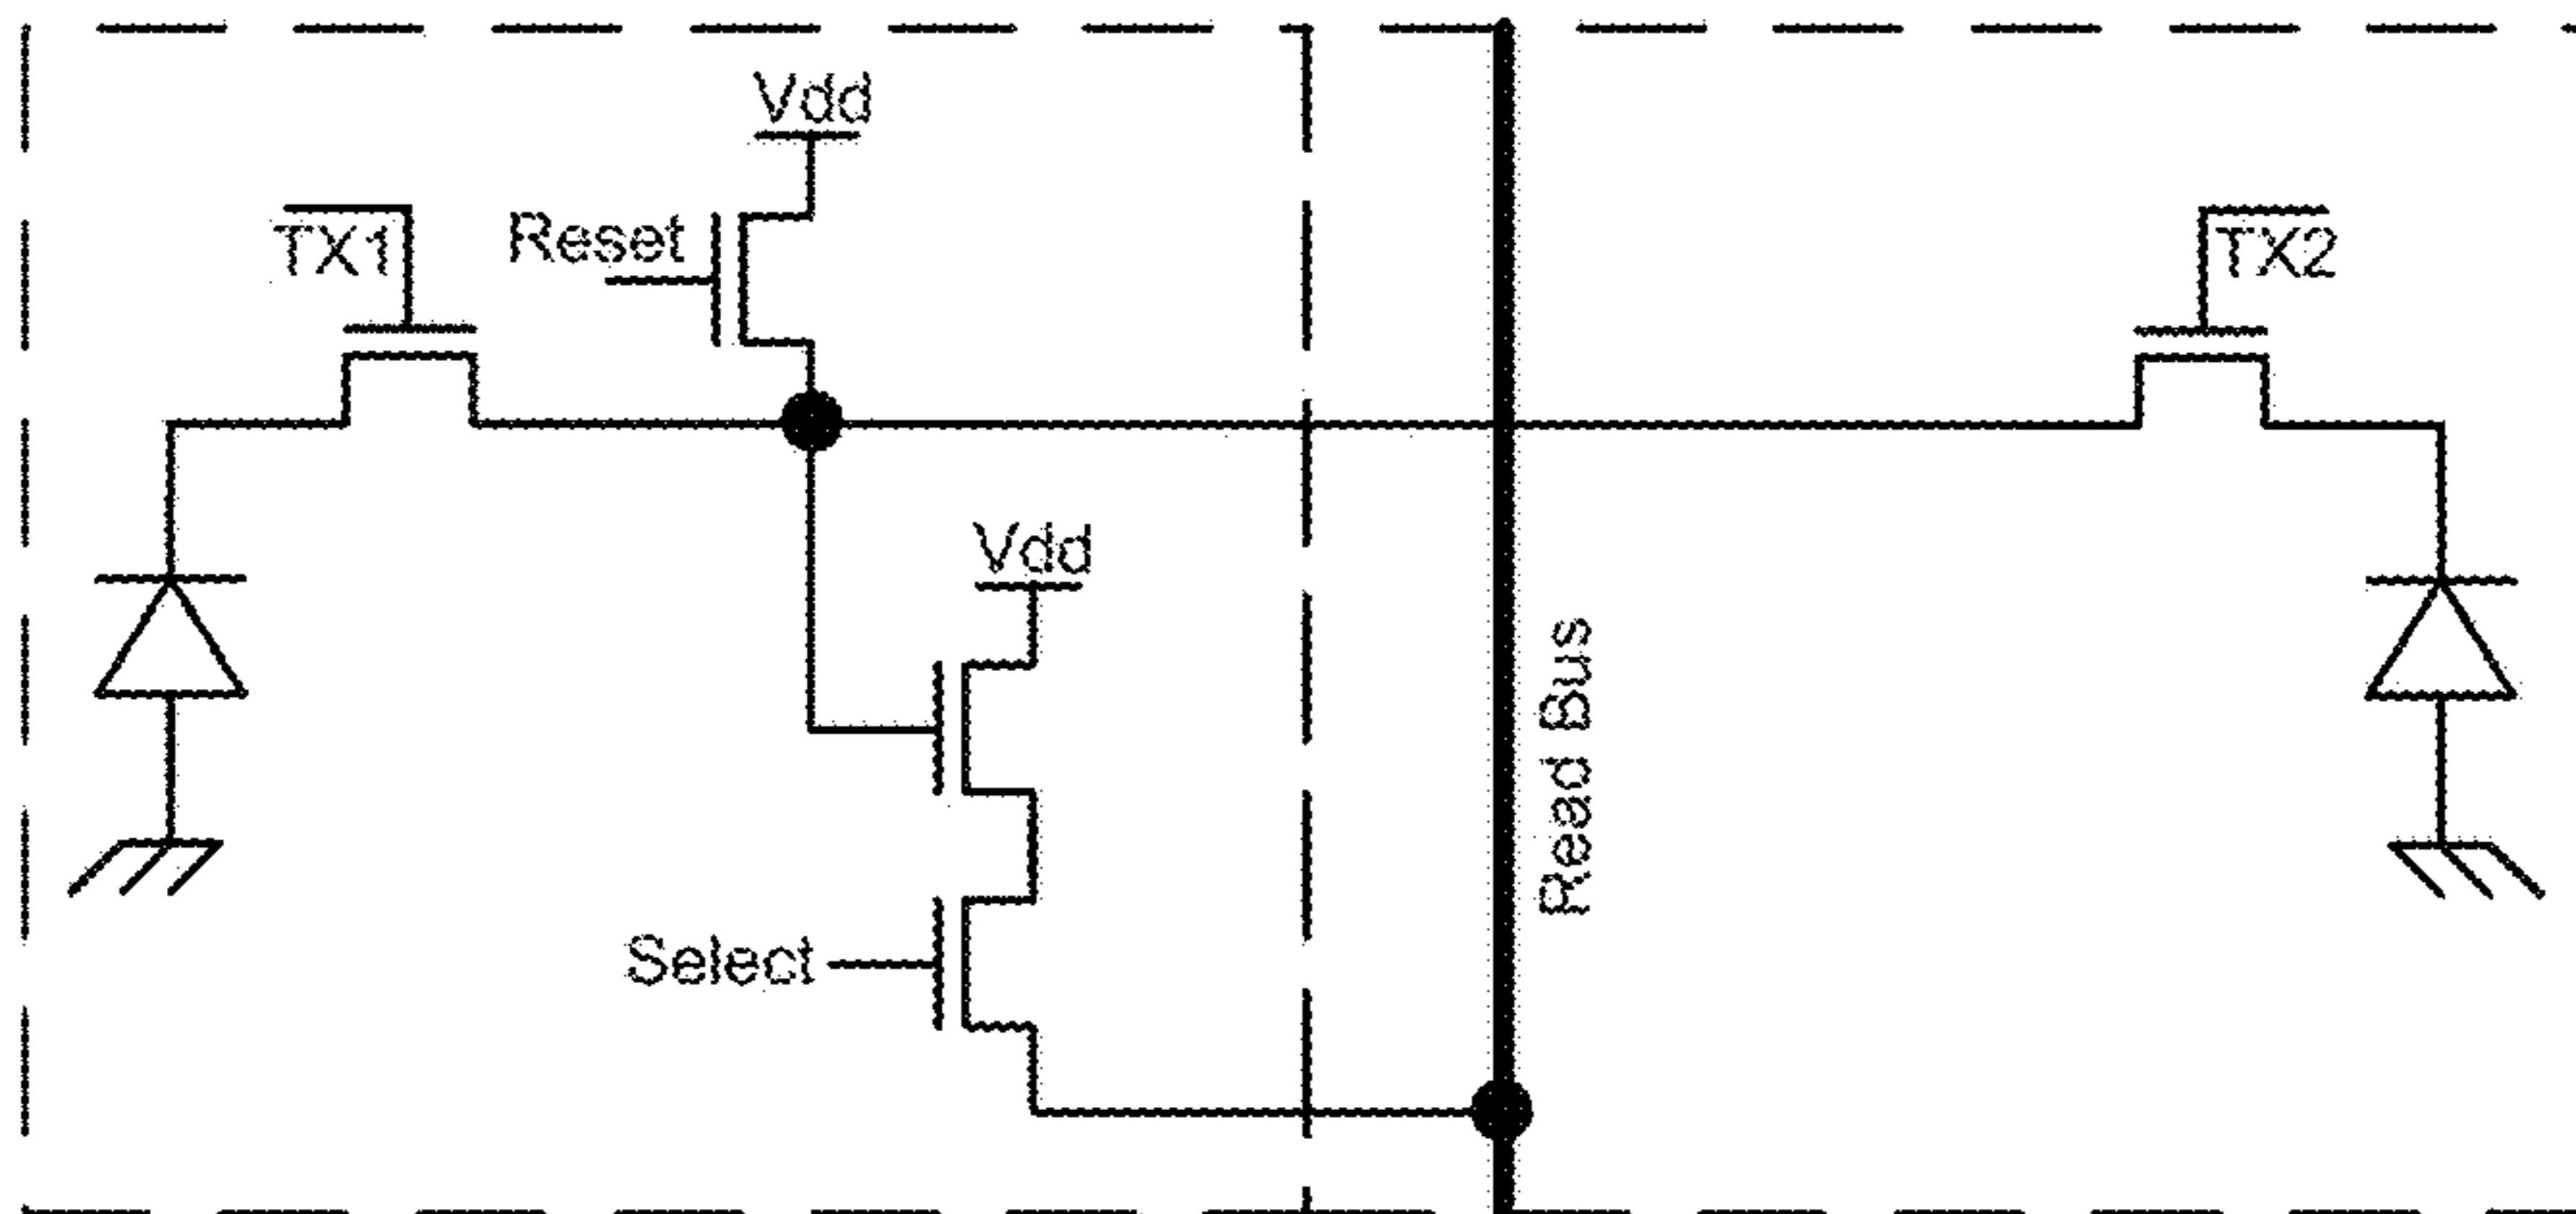 Vdd
TX1
Reset
TX2
Vdd
Read Bus
Select